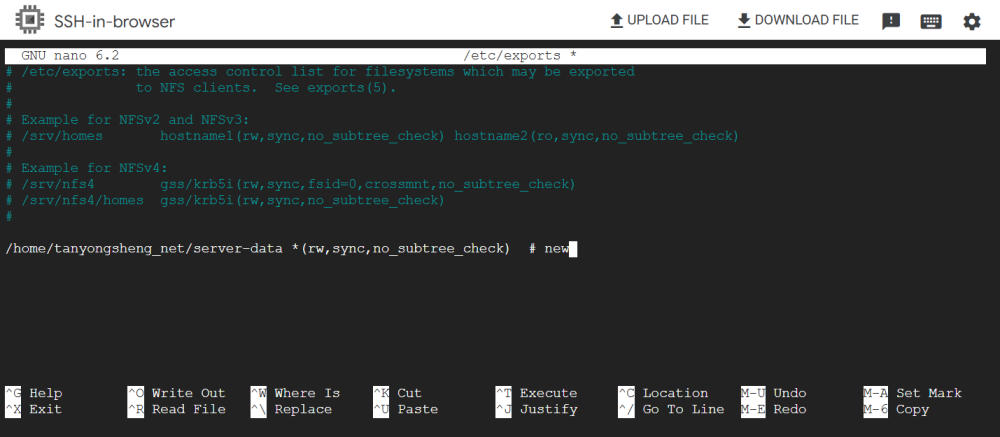 SSH-in-browser UPLOAD FILE DOWNLOAD FILE
GNU nano 6.2 /etc/exports *
# /etc/exports: the access control list for filesystems which may be exported
#               to NFS clients.  See exports(5).
#
# Example for NFSv2 and NFSv3:
# /srv/homes       hostname1(rw,sync,no_subtree_check) hostname2(ro,sync,no_subtree_check)
#
# Example for NFSv4:
# /srv/nfs4        gss/krb5i(rw,sync,fsid=0,crossmnt,no_subtree_check)
# /srv/nfs4/homes  gss/krb5i(rw,sync,no_subtree_check)
#
/home/tanyongsheng_net/server-data *(rw,sync,no_subtree_check)  # new
^G Help ^O Write Out ^W Where Is ^K Cut ^T Execute ^C Location M-U Undo M-A Set Mark
^X Exit ^R Read File ^\ Replace ^U Paste ^J Justify ^/ Go To Line M-E Redo M-6 Copy